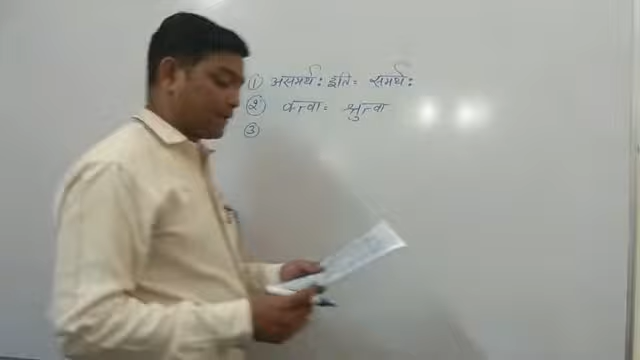 ① असमर्थः इति = समर्थः
② कत्वा = श्रुत्वा
③